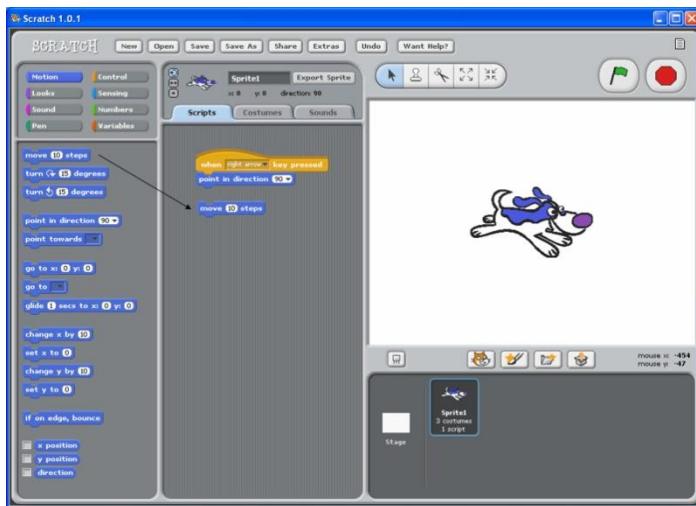 Scratch 1.0.1
SCRATCH New Open Save Save As Share Extras Undo Want Help?
Motion Control
Looks Sensing
Sound Numbers
Pen Variables
Sprite1 Export Sprite
x: 0 y: 0 direction: 90
Scripts Costumes Sounds
move 10 steps
turn 15 degrees
turn 15 degrees
point in direction 90
point towards
go to x: 0 y: 0
go to
glide 1 secs to x: 0 y: 0
change x by 10
set x to 0
change y by 10
set y to 0
if on edge, bounce
x position
y position
direction
when right arrow key pressed
point in direction 90
move 10 steps
mouse x: -454
mouse y: -47
Stage
Sprite1
3 costumes
1 script